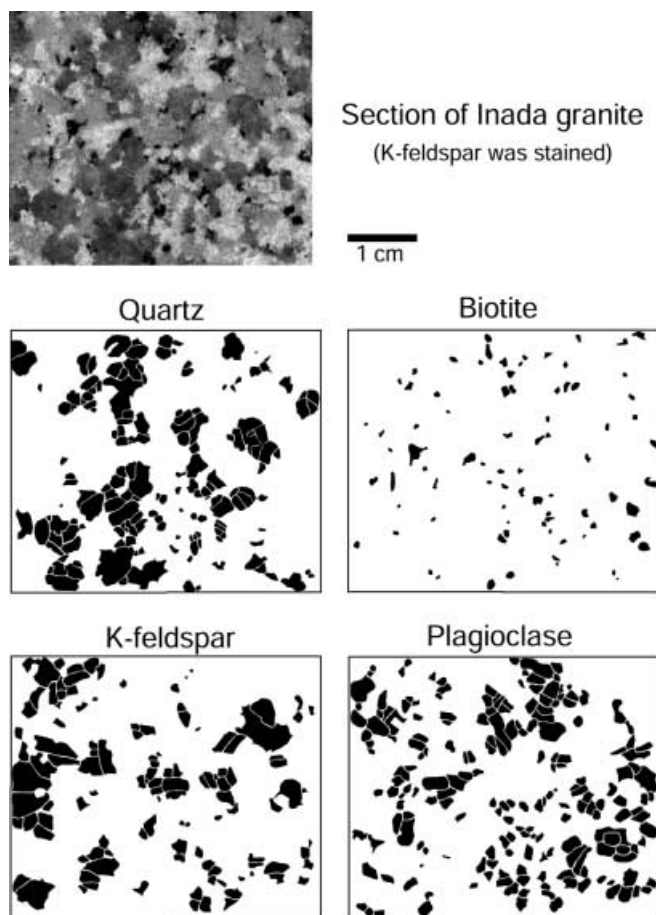 Section of Inada granite
(K-feldspar was stained)
1 cm
Quartz
Biotite
K-feldspar
Plagioclase